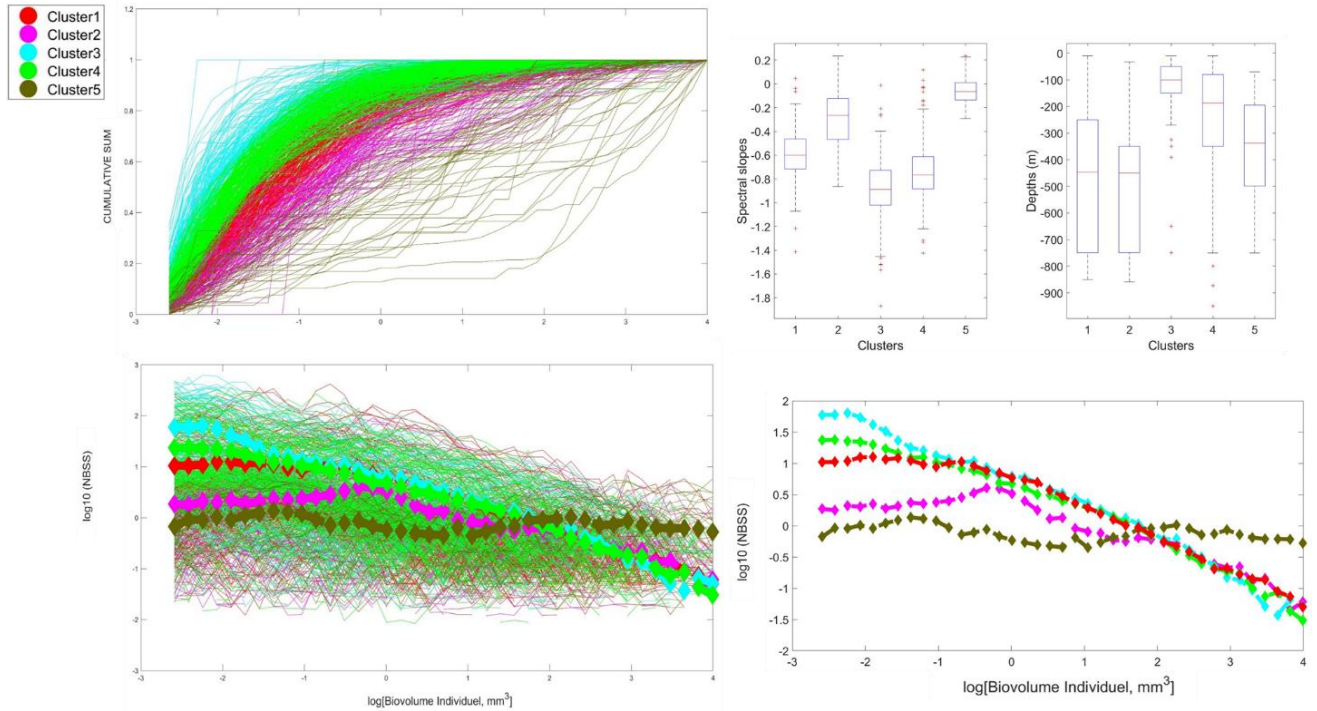 Cluster1
Cluster2
Cluster3
Cluster4
Cluster5
CUMULATIVE SUM
1.2
1
0.8
0.6
0.4
0.2
0
-3 -2 -1 0 1 2 3 4
Spectral slopes
0.2
0
-0.2
-0.4
-0.6
-0.8
-1
-1.2
-1.4
-1.6
-1.8
1 2 3 4 5
Clusters
Depths (m)
-100
-200
-300
-400
-500
-600
-700
-800
-900
1 2 3 4 5
Clusters
log10 (NBSS)
3
2
1
0
-1
-2
-3
-3 -2 -1 0 1 2 3 4
log[Biovolume Individuel, mm³]
log10 (NBSS)
2
1.5
1
0.5
0
-0.5
-1
-1.5
-2
-3 -2 -1 0 1 2 3 4
log[Biovolume Individuel, mm³]